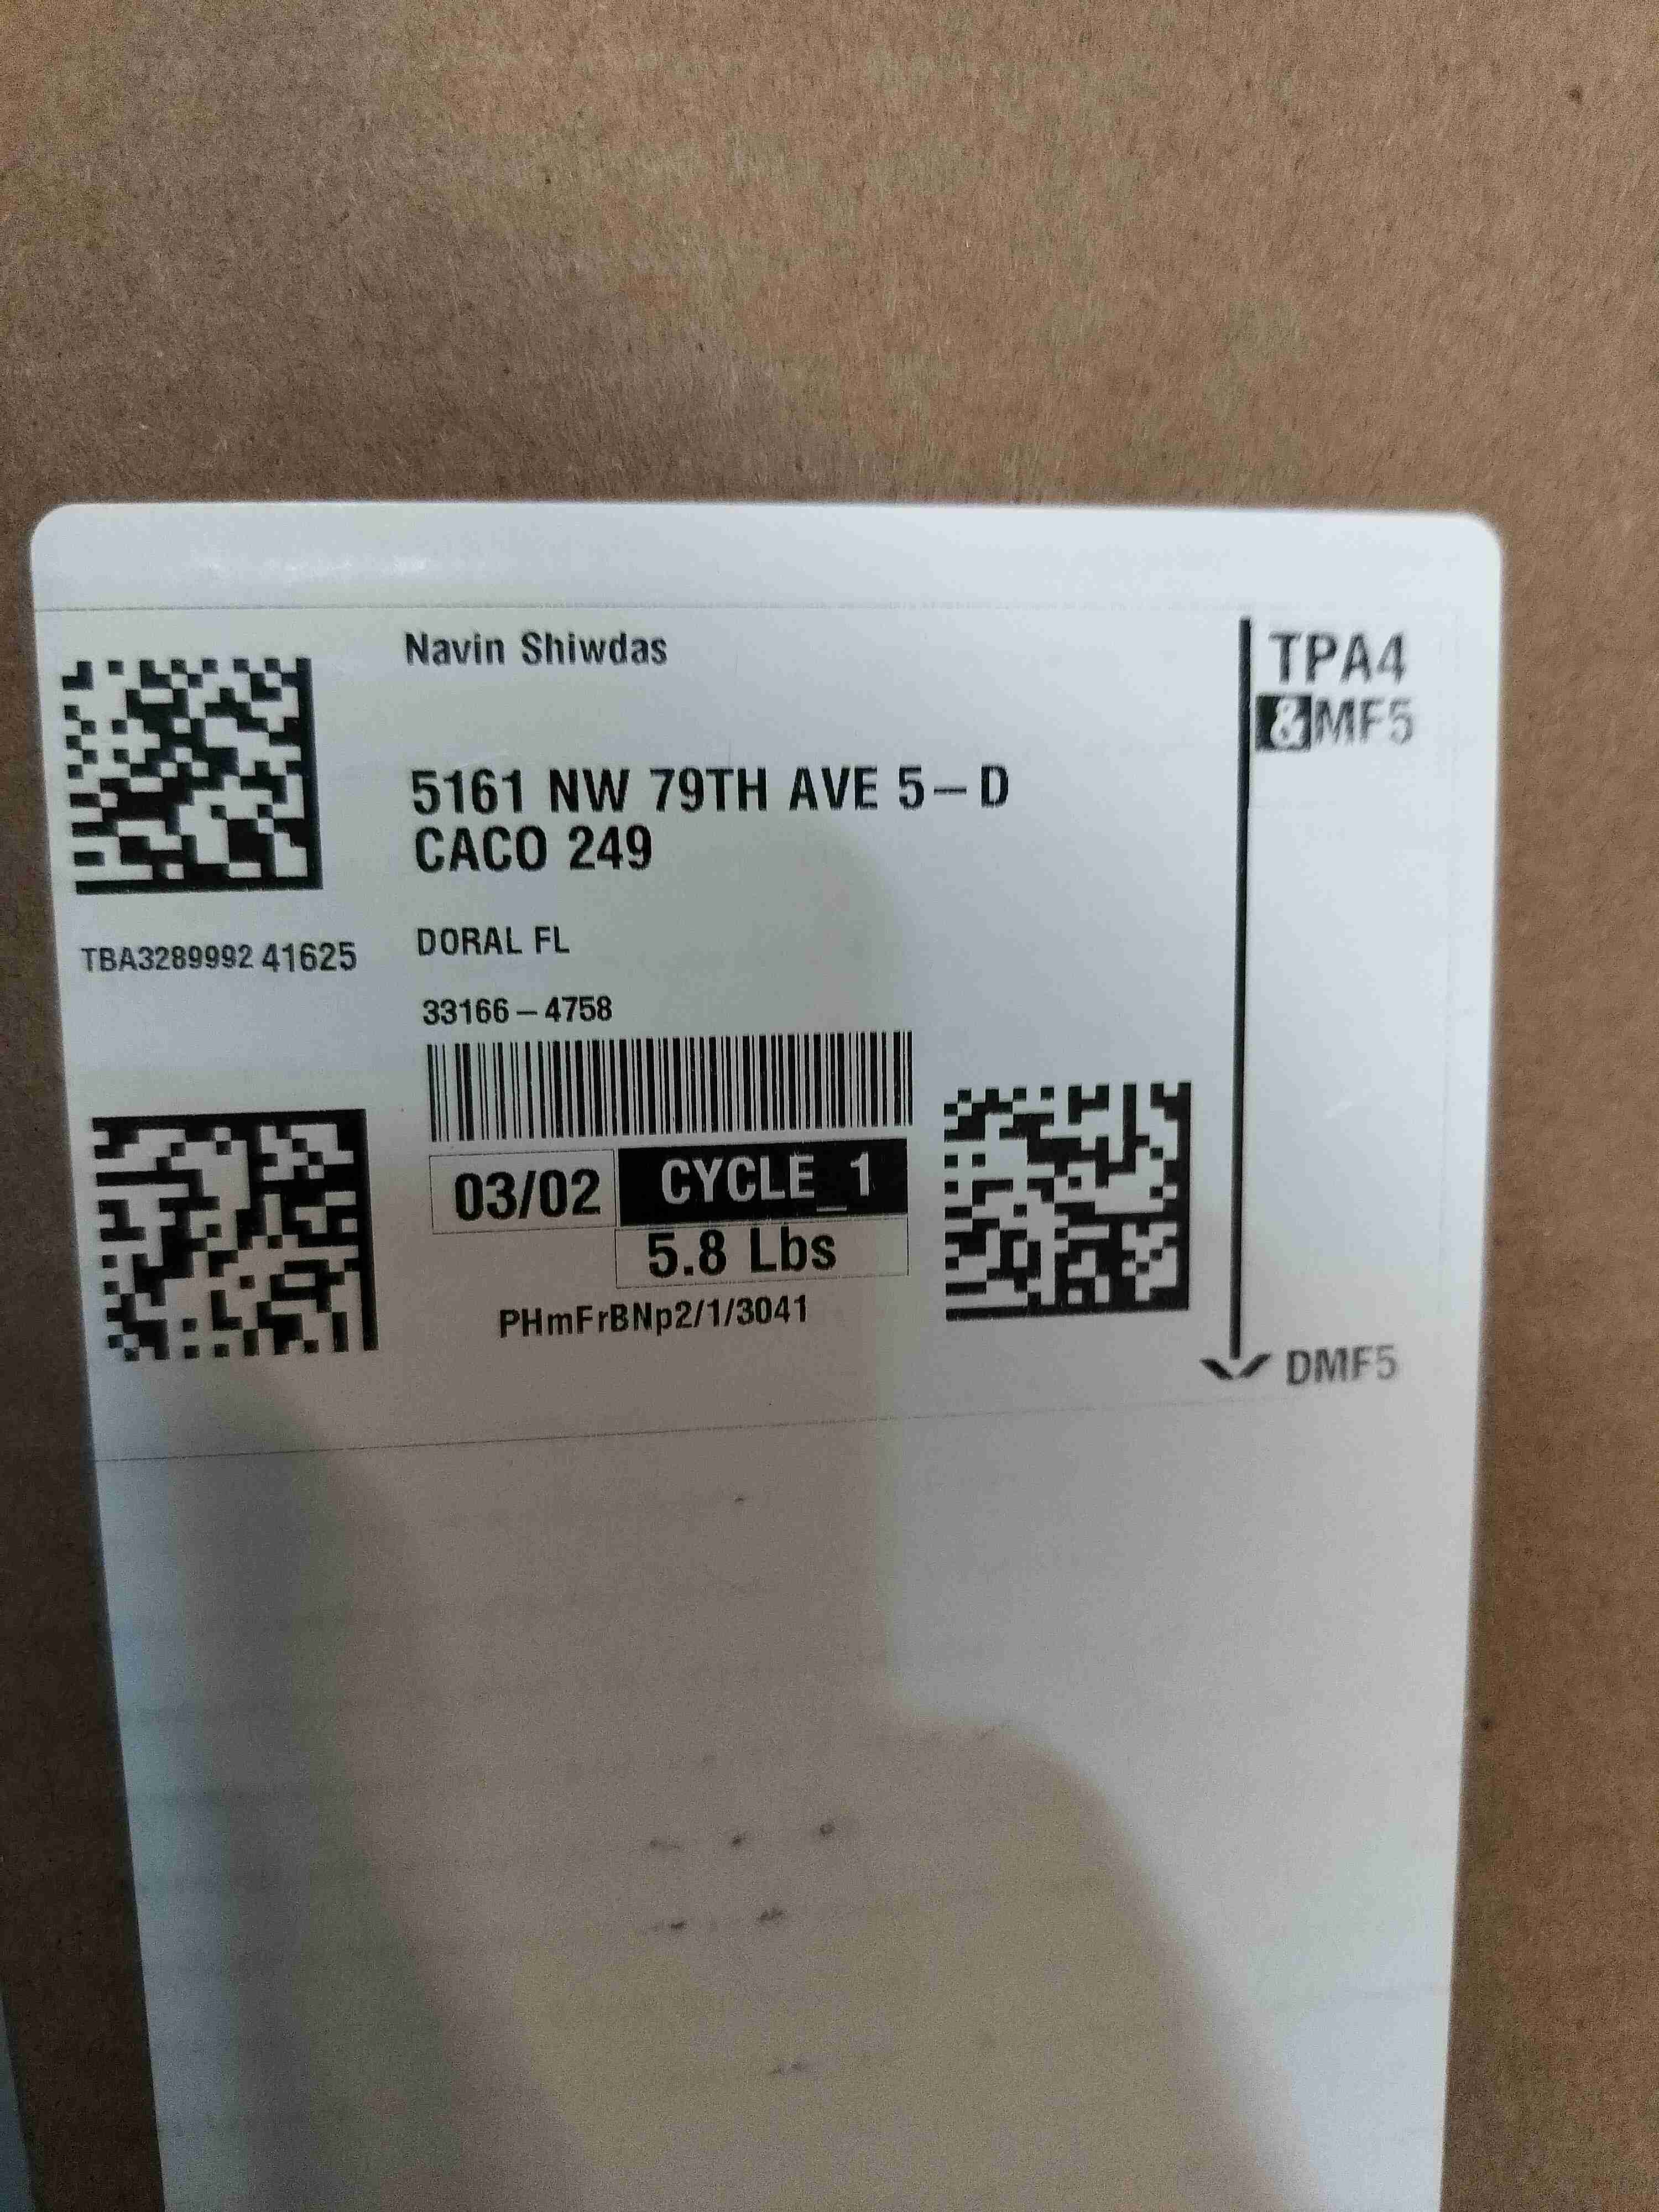 Navin Shiwdas
TPA4
&MF5
5161 NW 79TH AVE 5-D
CACO 249
TBA3289992 41625
DORAL FL
33166-4758
03/02
CYCLE_1
5.8 Lbs
PHmFrBNp2/1/3041
DMF5